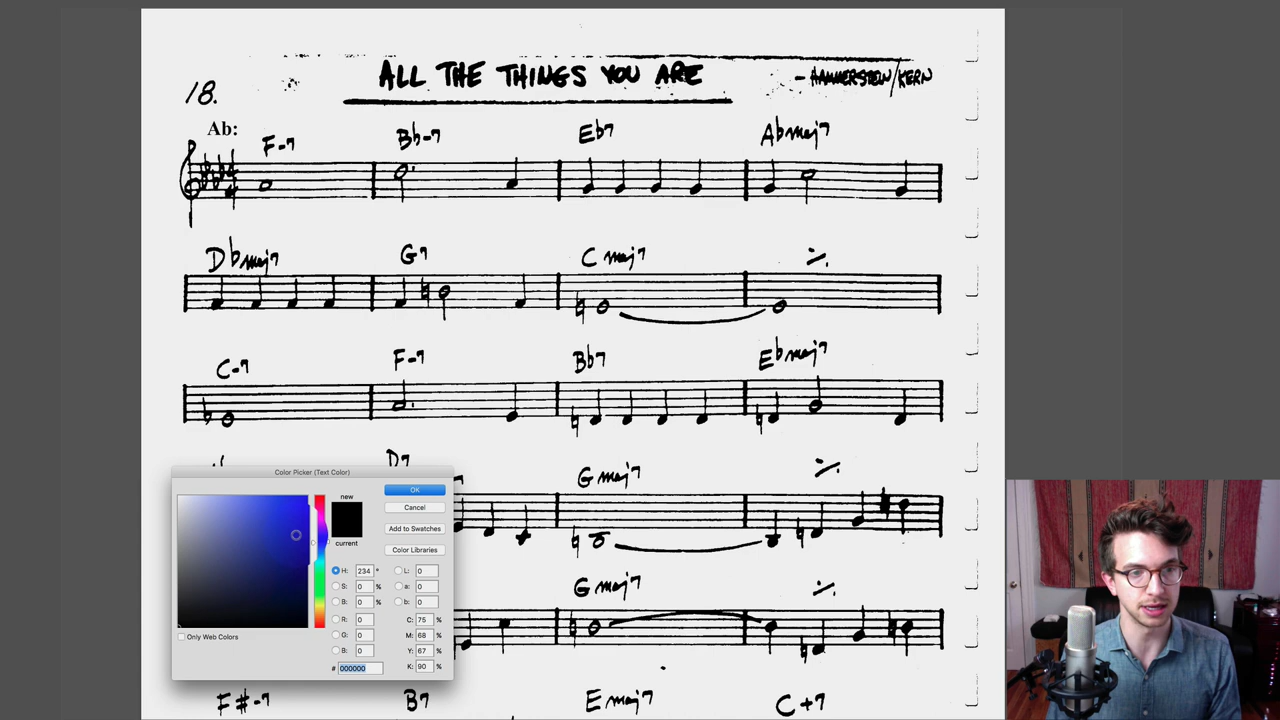 ALL THE THINGS YOU ARE
- HAMMERSTEIN/KERN
18.
Ab:
F-7 Bb-7 Eb7 Abmaj7
Dbmaj7 G7 Cmaj7
C-7 F-7 Bb7 Ebmaj7
D7 Gmaj7
Gmaj7
F#-7 B7 Emaj7 C+7
Color Picker (Text Color)
new
current
OK
Cancel
Add to Swatches
Color Libraries
H: 234 ° L: 0
S: 0 % a: 0
B: 0 % b: 0
R: 0 C: 75 %
G: 0 M: 68 %
B: 0 Y: 67 %
# 000000 K: 90 %
Only Web Colors